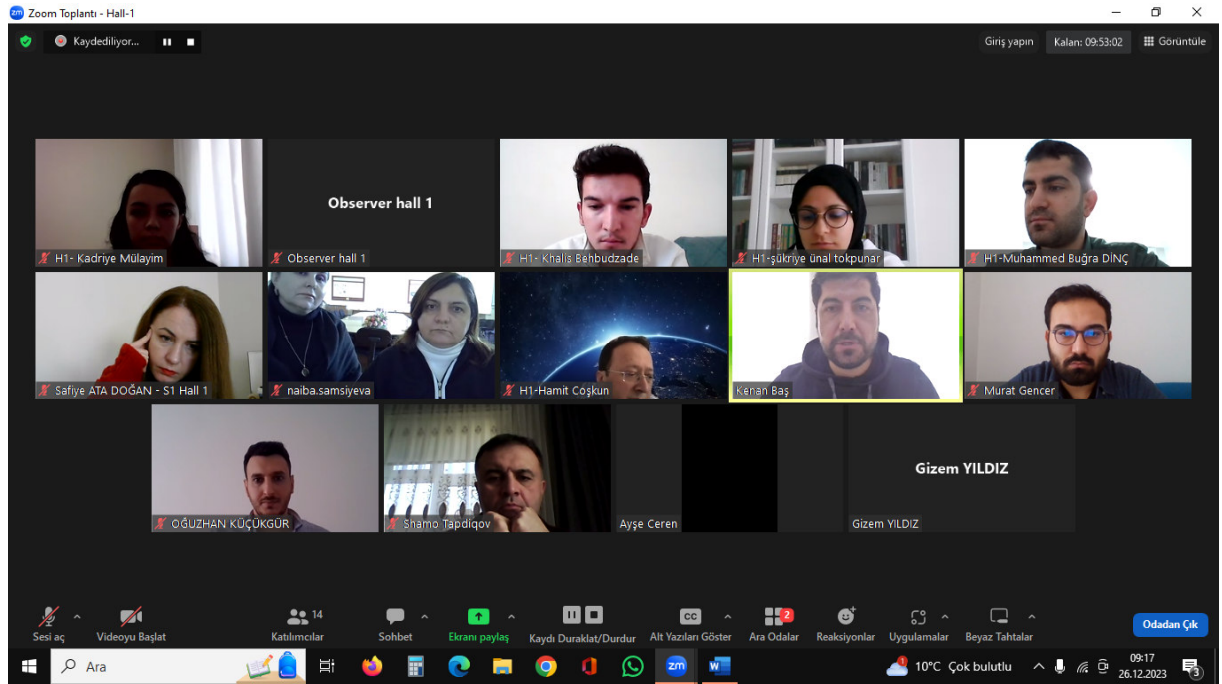 Zoom Toplantı - Hall-1
Kaydediliyor...
Giriş yapın
Kalan: 09:53:02
Görüntüle
H1- Kadriye Mülayim
Observer hall 1
Observer hall 1
H1- Khalis Behbudzade
H1-şükriye ünal tokpunar
H1-Muhammed Buğra DİNÇ
Safiye ATA DOĞAN - S1 Hall 1
naiba.samsiyeva
H1-Hamit Coşkun
Kenan Baş
Murat Gencer
OĞUZHAN KÜÇÜKGÜR
Shamo Tapdiqov
Ayşe Ceren
Gizem YILDIZ
Gizem YILDIZ
Sesi aç
Videoyu Başlat
14
Katılımcılar
Sohbet
Ekranı paylaş
Kaydı Duraklat/Durdur
CC
Alt Yazıları Göster
2
Ara Odalar
Reaksiyonlar
Uygulamalar
Beyaz Tahtalar
Odadan Çık
Ara
zm
W
10°C Çok bulutlu
09:17
26.12.2023
3